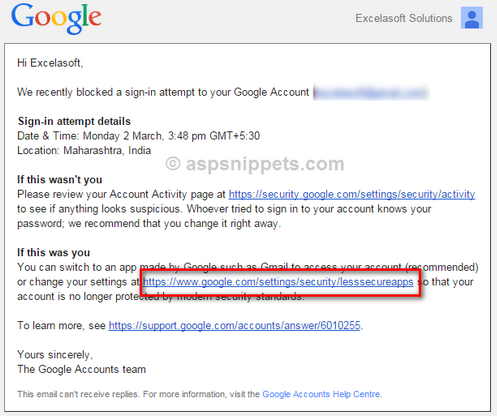 Google
Excelasoft Solutions
Hi Excelasoft,
We recently blocked a sign-in attempt to your Google Account
Sign-in attempt details
Date & Time: Monday 2 March, 3:48 pm GMT+5:30
Location: Maharashtra, India
© aspsnippets.com
If this wasn't you
Please review your Account Activity page at https://security.google.com/settings/security/activity
to see if anything looks suspicious. Whoever tried to sign in to your account knows your
password; we recommend that you change it right away.
If this was you
You can switch to an app made by Google such as Gmail to access your account (recommended)
or change your settings at https://www.google.com/settings/security/lesssecureapps so that your
account is no longer protected by modern security standards.
To learn more, see https://support.google.com/accounts/answer/6010255.
Yours sincerely,
The Google Accounts team
This email can't receive replies. For more information, visit the Google Accounts Help Centre.